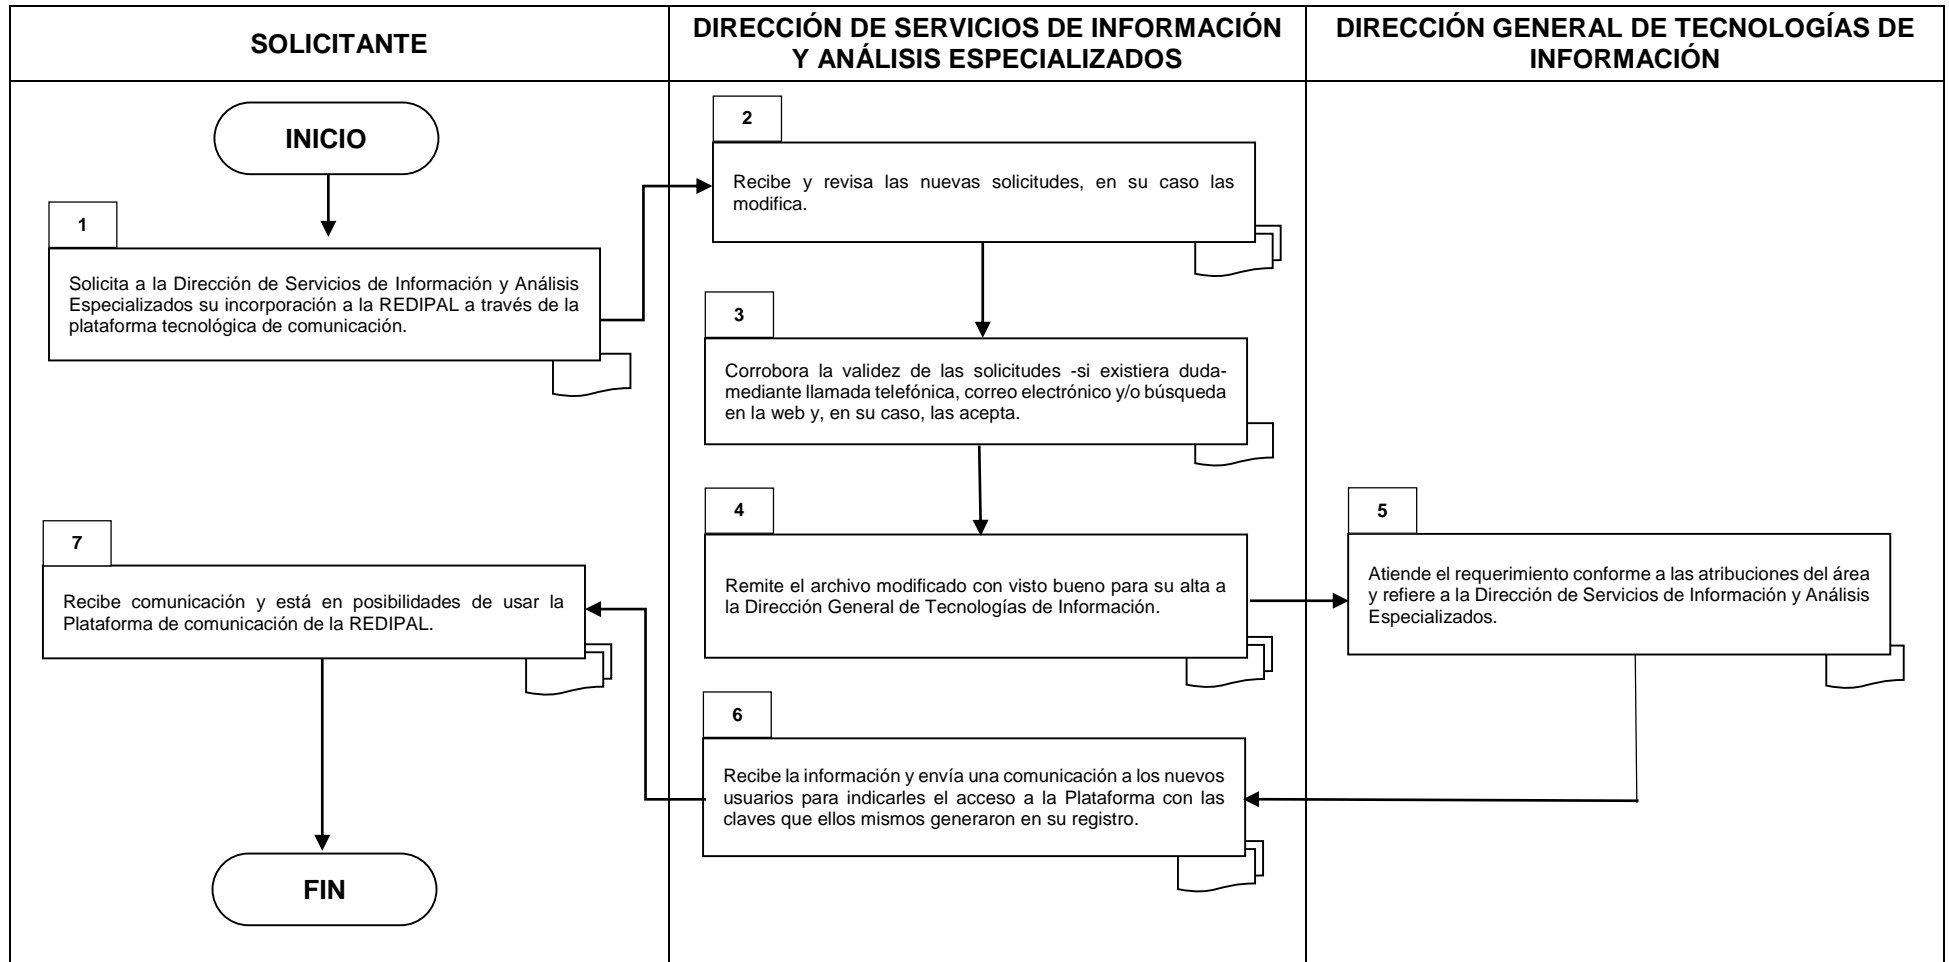 SOLICITANTE
DIRECCIÓN DE SERVICIOS DE INFORMACIÓN
Y ANÁLISIS ESPECIALIZADOS
DIRECCIÓN GENERAL DE TECNOLOGÍAS DE
INFORMACIÓN
INICIO
1
Solicita a la Dirección de Servicios de Información y Análisis
Especializados su incorporación a la REDIPAL a través de la
plataforma tecnológica de comunicación.
2
Recibe y revisa las nuevas solicitudes, en su caso las
modifica.
3
Corrobora la validez de las solicitudes -si existiera duda-
mediante llamada telefónica, correo electrónico y/o búsqueda
en la web y, en su caso, las acepta.
4
Remite el archivo modificado con visto bueno para su alta a
la Dirección General de Tecnologías de Información.
5
Atiende el requerimiento conforme a las atribuciones del área
y refiere a la Dirección de Servicios de Información y Análisis
Especializados.
6
Recibe la información y envía una comunicación a los nuevos
usuarios para indicarles el acceso a la Plataforma con las
claves que ellos mismos generaron en su registro.
7
Recibe comunicación y está en posibilidades de usar la
Plataforma de comunicación de la REDIPAL.
FIN